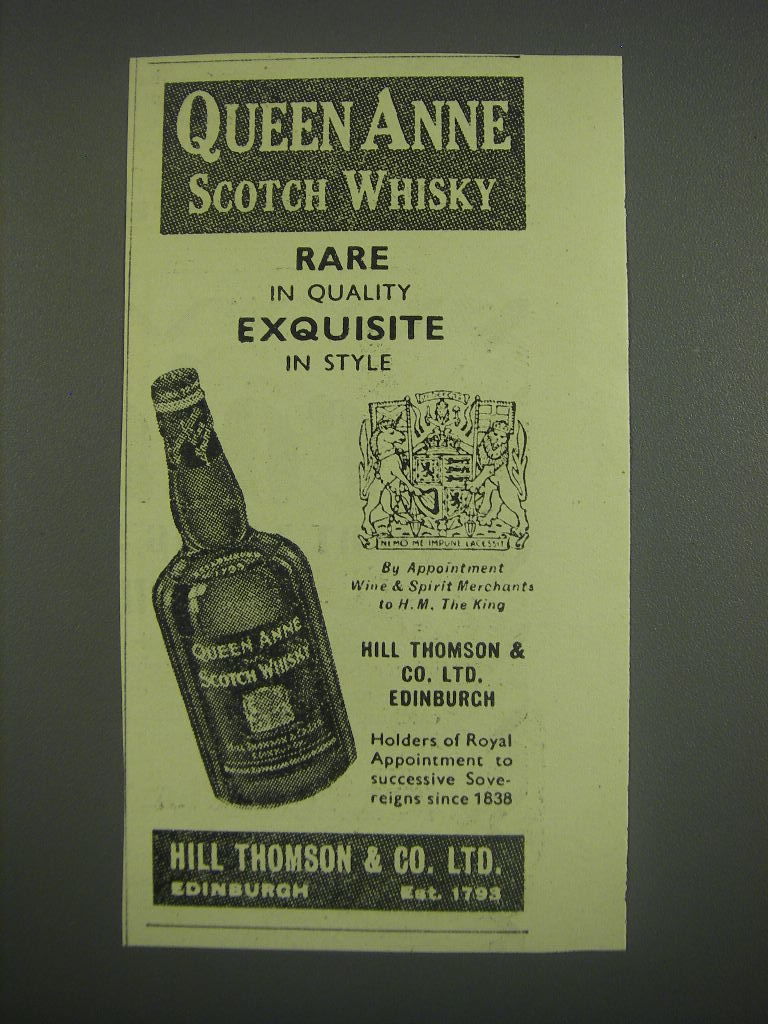 QUEEN ANNE
SCOTCH WHISKY
RARE
IN QUALITY
EXQUISITE
IN STYLE
NEMO ME IMPUNE LACESSIT
By Appointment
Wine & Spirit Merchants
to H.M. The King
QUEEN ANNE
SCOTCH WHISKY
HILL THOMSON &
CO. LTD.
EDINBURGH
Holders of Royal
Appointment to
successive Sove-
reigns since 1838
HILL THOMSON & CO. LTD.
EDINBURGH Est. 1793